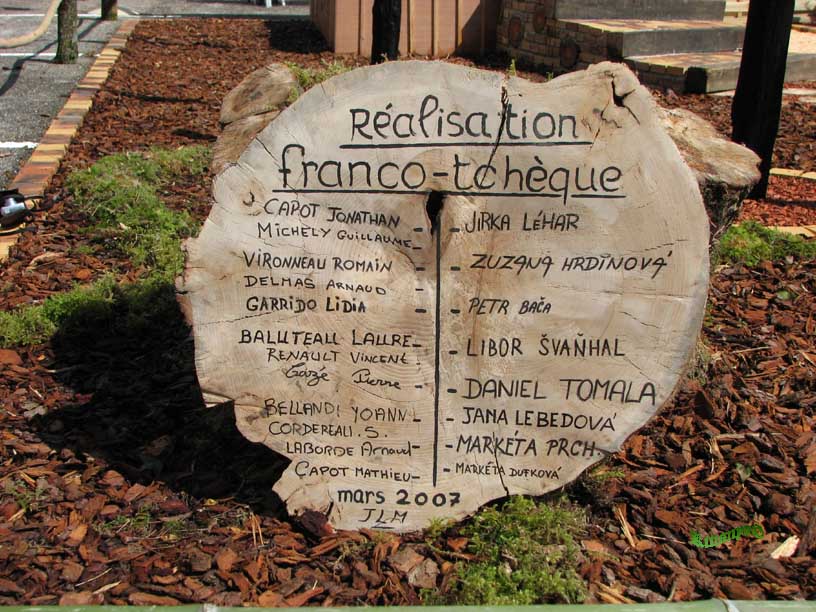 Réalisation
franco-tchèque
CAPOT JONATHAN -
MICHELY GUILLAUME -
VIRONNEAU ROMAIN -
DELMAS ARNAUD -
GARRIDO LIDIA -
BALUTEAU LAURE -
RENAULT VINCENT -
Pierre -
BELLANDI YOANN -
CORDEREAU. S. -
LABORDE Arnaud -
CAPOT MATHIEU -
- JIRKA LÉHAR
- ZUZANA HRDINOVÁ
- PETR BAČA
- LIBOR ŠVAŇHAL
- DANIEL TOMALA
- JANA LEBEDOVÁ
- MARKÉTA PRCH.
- MARKÉTA DUFKOVÁ
mars 2007
JLM